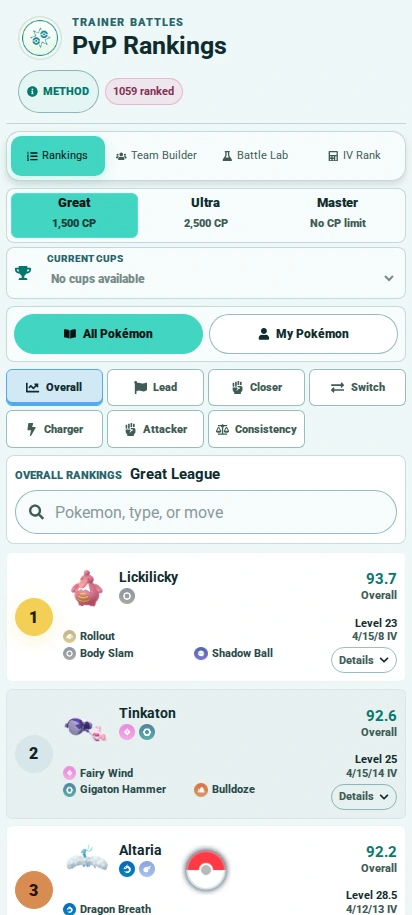 TRAINER BATTLES
PvP Rankings
METHOD
1059 ranked
Rankings
Team Builder
Battle Lab
IV Rank
Great
1,500 CP
Ultra
2,500 CP
Master
No CP limit
CURRENT CUPS
No cups available
All Pokémon
My Pokémon
Overall
Lead
Closer
Switch
Charger
Attacker
Consistency
OVERALL RANKINGS Great League
Pokemon, type, or move
1
Lickilicky
93.7
Overall
Rollout
Body Slam
Shadow Ball
Level 23
4/15/8 IV
Details
2
Tinkaton
92.6
Overall
Fairy Wind
Gigaton Hammer
Bulldoze
Level 25
4/15/14 IV
Details
3
Altaria
92.2
Overall
Dragon Breath
Level 28.5
4/12/13 IV